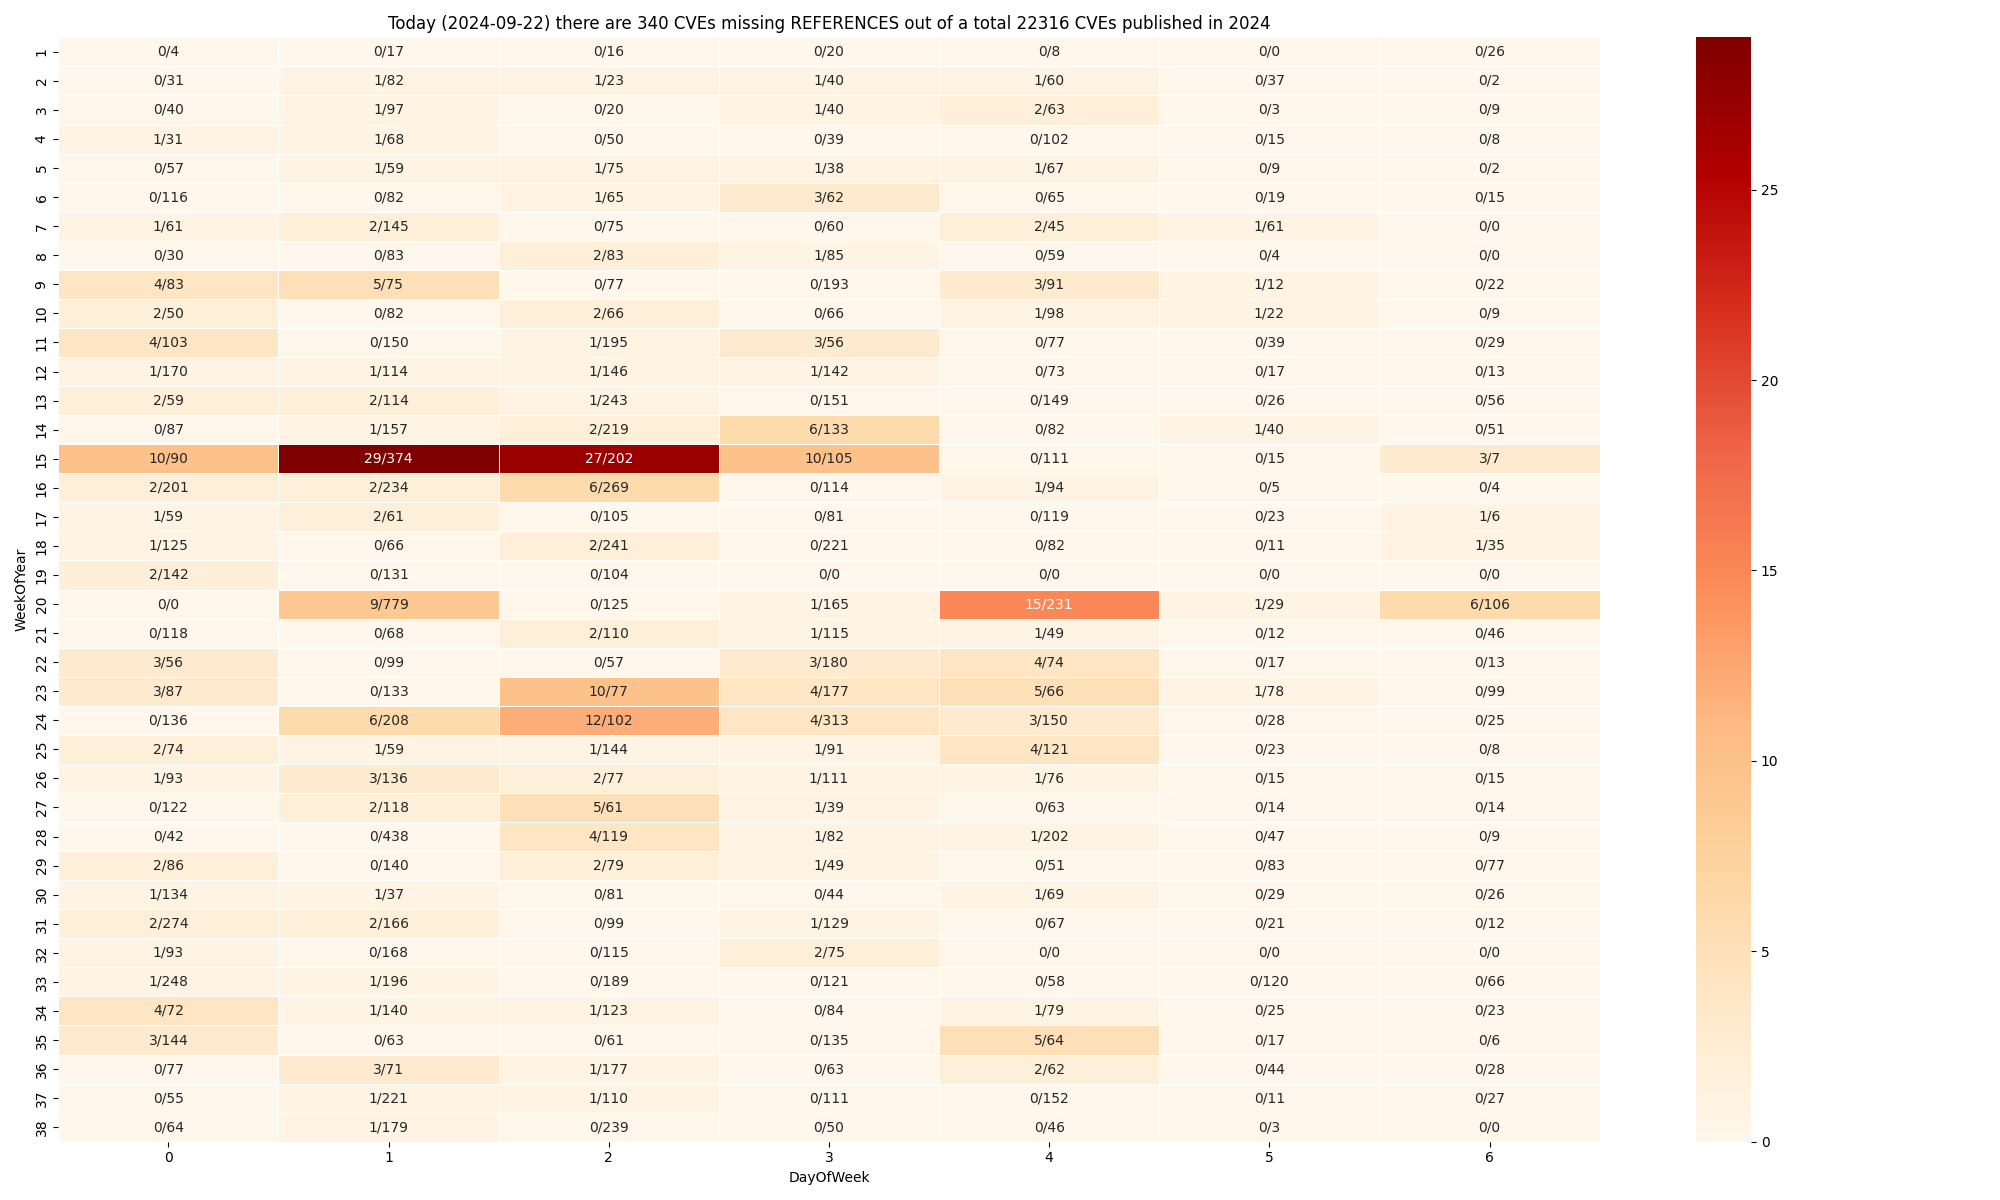 Today (2024-09-22) there are 340 CVEs missing REFERENCES out of a total 22316 CVEs published in 2024
1 0/4 0/17 0/16 0/20 0/8 0/0 0/26
2 0/31 1/82 1/23 1/40 1/60 0/37 0/2
3 0/40 1/97 0/20 1/40 2/63 0/3 0/9
4 1/31 1/68 0/50 0/39 0/102 0/15 0/8
5 0/57 1/59 1/75 1/38 1/67 0/9 0/2
6 0/116 0/82 1/65 3/62 0/65 0/19 0/15
7 1/61 2/145 0/75 0/60 2/45 1/61 0/0
8 0/30 0/83 2/83 1/85 0/59 0/4 0/0
9 4/83 5/75 0/77 0/193 3/91 1/12 0/22
10 2/50 0/82 2/66 0/66 1/98 1/22 0/9
11 4/103 0/150 1/195 3/56 0/77 0/39 0/29
12 1/170 1/114 1/146 1/142 0/73 0/17 0/13
13 2/59 2/114 1/243 0/151 0/149 0/26 0/56
14 0/87 1/157 2/219 6/133 0/82 1/40 0/51
15 10/90 29/374 27/202 10/105 0/111 0/15 3/7
16 2/201 2/234 6/269 0/114 1/94 0/5 0/4
17 1/59 2/61 0/105 0/81 0/119 0/23 1/6
18 1/125 0/66 2/241 0/221 0/82 0/11 1/35
19 2/142 0/131 0/104 0/0 0/0 0/0 0/0
20 0/0 9/779 0/125 1/165 15/231 1/29 6/106
21 0/118 0/68 2/110 1/115 1/49 0/12 0/46
22 3/56 0/99 0/57 3/180 4/74 0/17 0/13
23 3/87 0/133 10/77 4/177 5/66 1/78 0/99
24 0/136 6/208 12/102 4/313 3/150 0/28 0/25
25 2/74 1/59 1/144 1/91 4/121 0/23 0/8
26 1/93 3/136 2/77 1/111 1/76 0/15 0/15
27 0/122 2/118 5/61 1/39 0/63 0/14 0/14
28 0/42 0/438 4/119 1/82 1/202 0/47 0/9
29 2/86 0/140 2/79 1/49 0/51 0/83 0/77
30 1/134 1/37 0/81 0/44 1/69 0/29 0/26
31 2/274 2/166 0/99 1/129 0/67 0/21 0/12
32 1/93 0/168 0/115 2/75 0/0 0/0 0/0
33 1/248 1/196 0/189 0/121 0/58 0/120 0/66
34 4/72 1/140 1/123 0/84 1/79 0/25 0/23
35 3/144 0/63 0/61 0/135 5/64 0/17 0/6
36 0/77 3/71 1/177 0/63 2/62 0/44 0/28
37 0/55 1/221 1/110 0/111 0/152 0/11 0/27
38 0/64 1/179 0/239 0/50 0/46 0/3 0/0
0 1 2 3 4 5 6
DayOfWeek
WeekOfYear
25
20
15
10
5
0